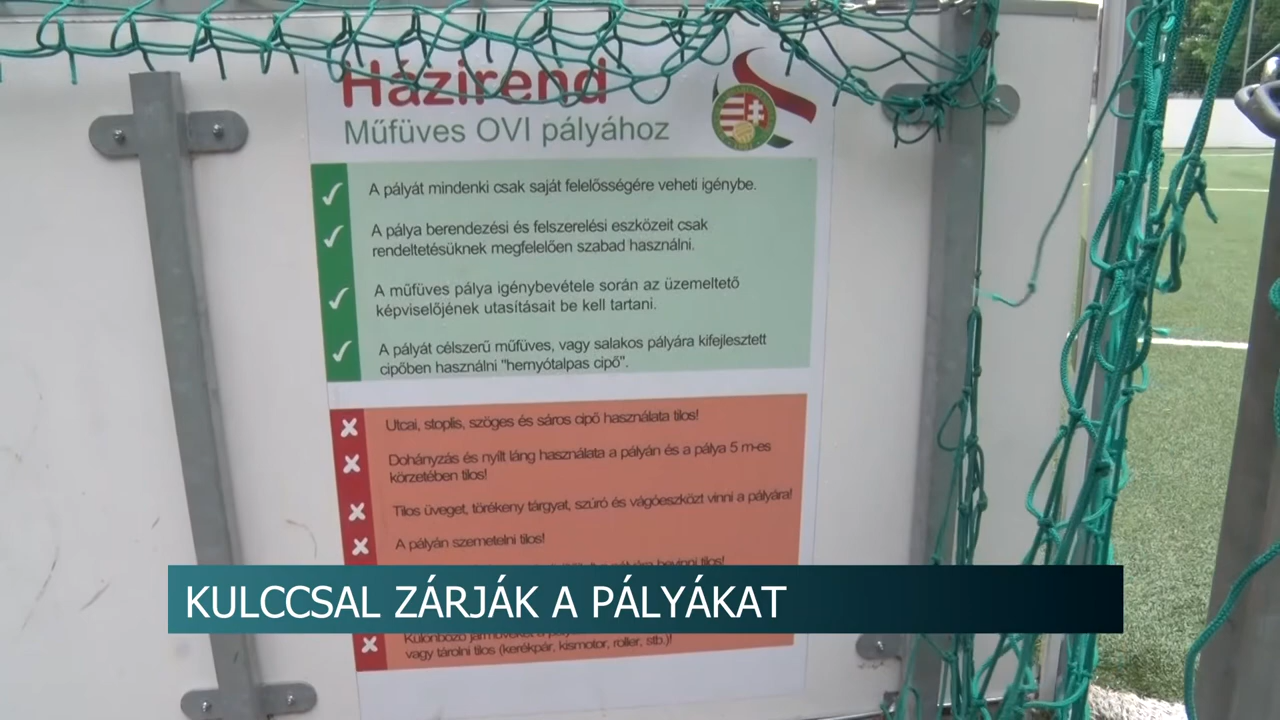 Házirend
Műfüves OVI pályához
A pályát mindenki csak saját felelősségére veheti igénybe.
A pálya berendezési és felszerelési eszközeit csak
rendeltetésüknek megfelelően szabad használni.
A műfüves pálya igénybevétele során az üzemeltető
képviselőjének utasításait be kell tartani.
A pályát célszerű műfüves, vagy salakos pályára kifejlesztett
cipőben használni "hernyótalpas cipő".
Utcai, stoplis, szöges és sáros cipő használata tilos!
Dohányzás és nyílt láng használata a pályán és a pálya 5 m-es
körzetében tilos!
Tilos üveget, törékeny tárgyat, szúró és vágóeszközt vinni a pályára!
A pályán szemetelni tilos!
bevinni tilos!
KULCCSAL ZÁRJÁK A PÁLYÁKAT
Különböző járműveket a
vagy tárolni tilos (kerékpár, kismotor, roller, stb.)!